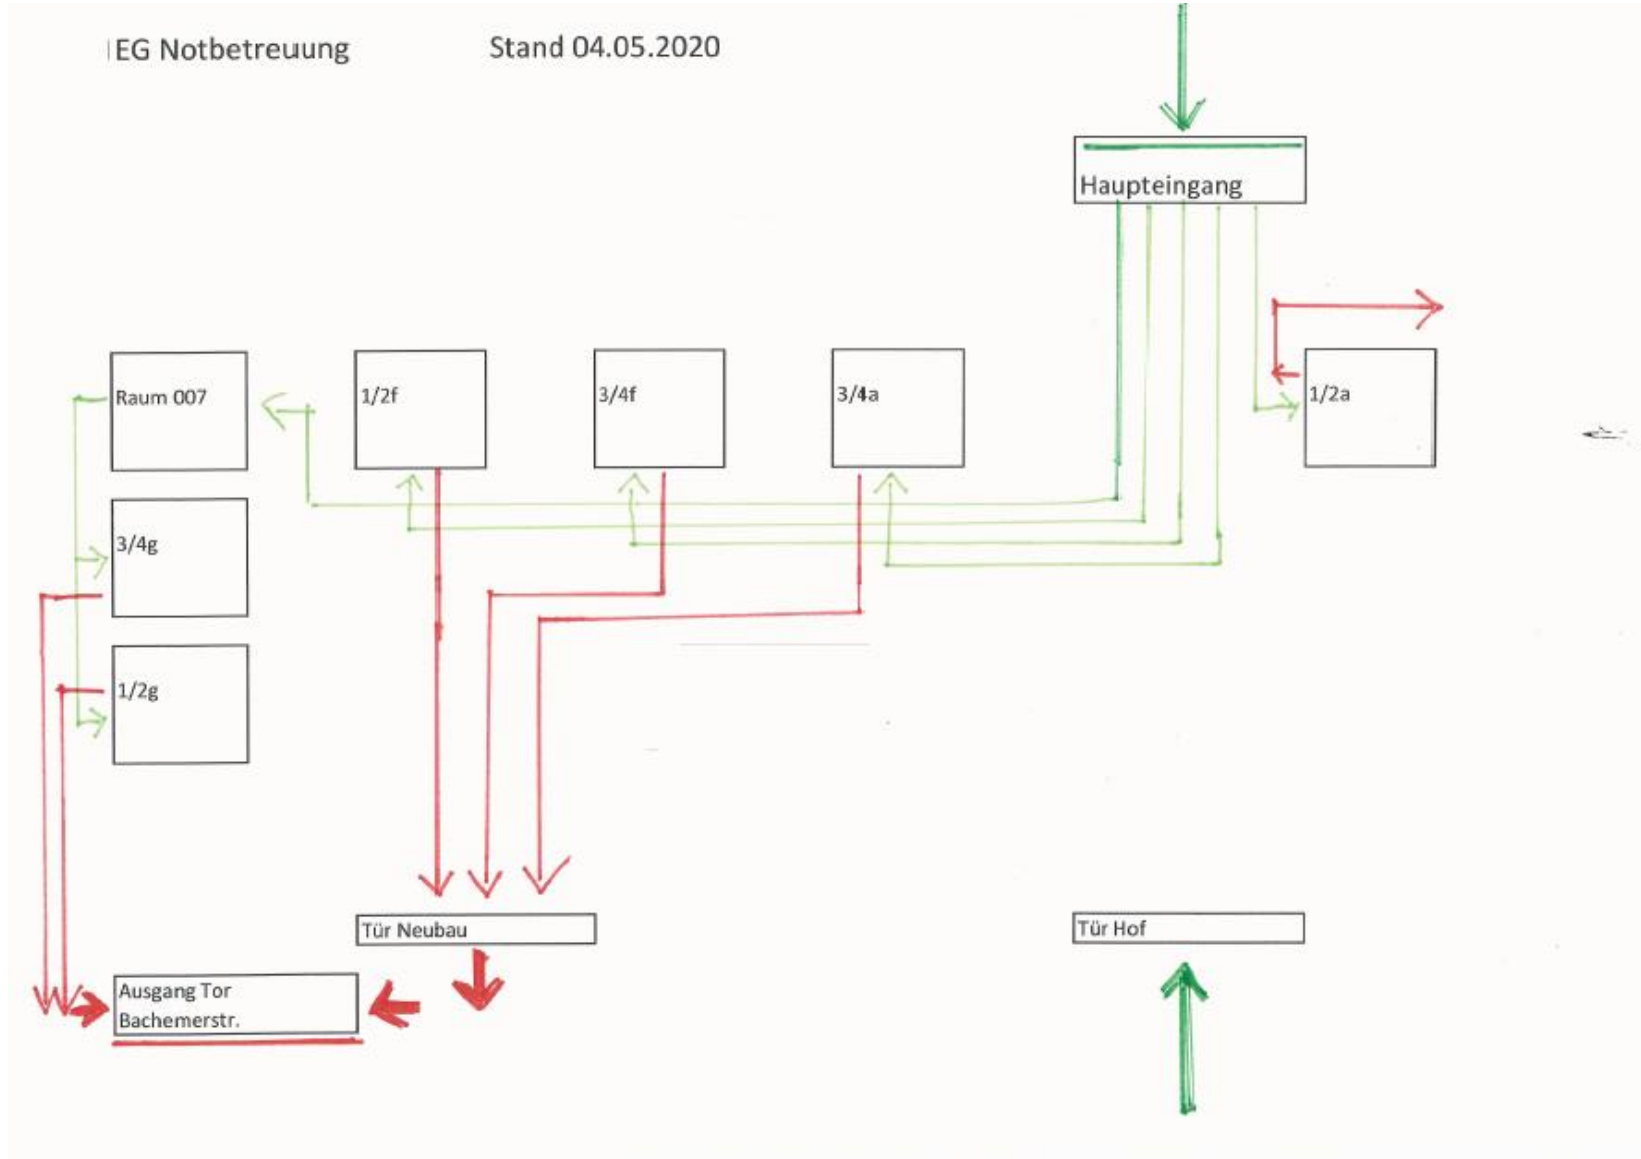 EG Notbetreuung
Stand 04.05.2020
Haupteingang
Raum 007
1/2f
3/4f
3/4a
1/2a
3/4g
1/2g
Tür Neubau
Tür Hof
Ausgang Tor
Bachemerstr.